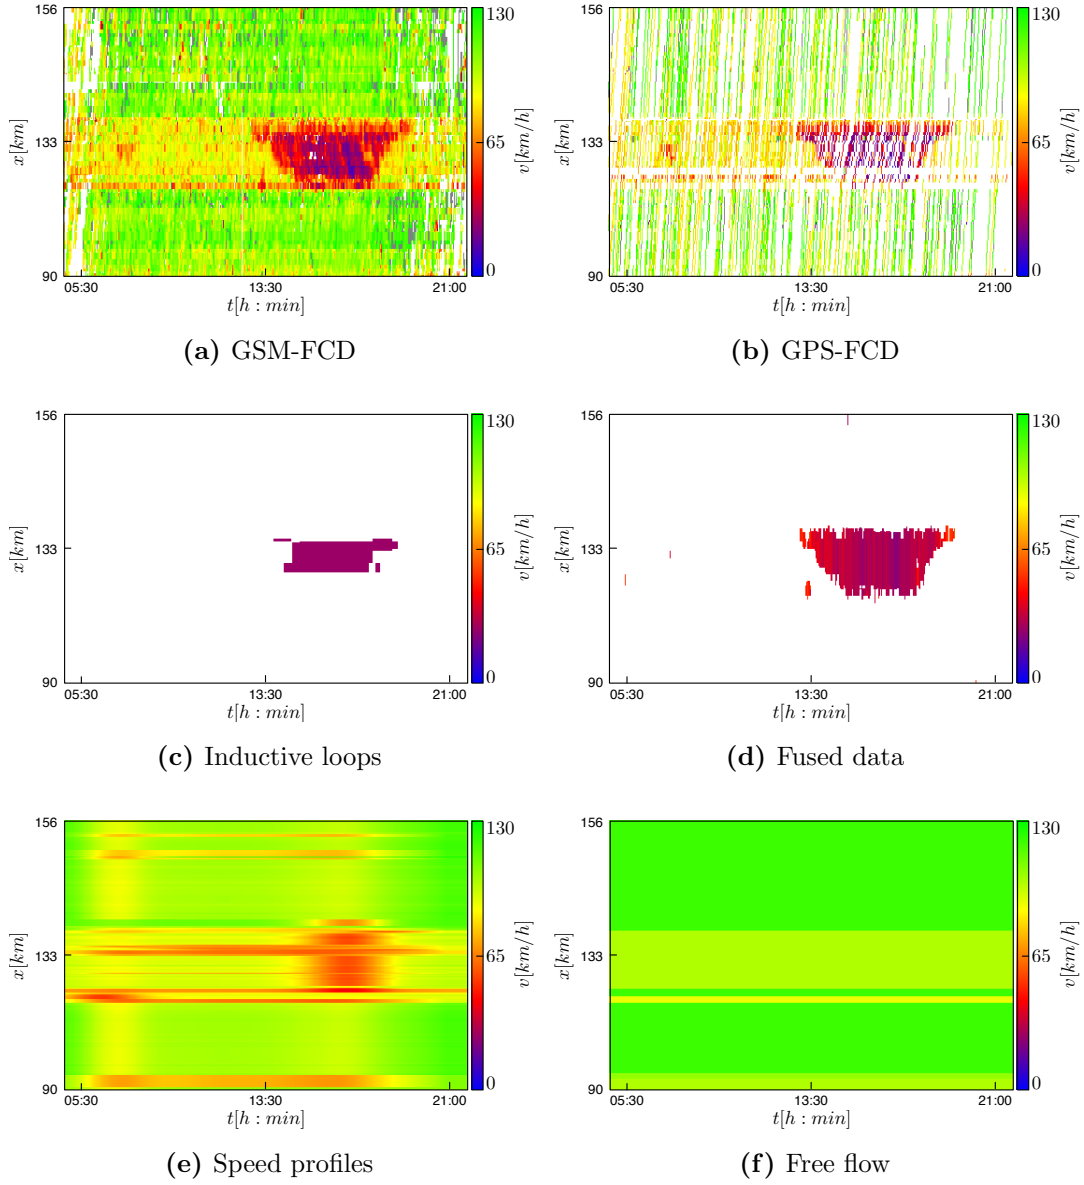 156
133
90
x[km]
05:30
13:30
21:00
t[h : min]
130
65
0
v[km/h]
(a) GSM-FCD
156
133
90
x[km]
05:30
13:30
21:00
t[h : min]
130
65
0
v[km/h]
(b) GPS-FCD
156
133
90
x[km]
05:30
13:30
21:00
t[h : min]
130
65
0
v[km/h]
(c) Inductive loops
156
133
90
x[km]
05:30
13:30
21:00
t[h : min]
130
65
0
v[km/h]
(d) Fused data
156
133
90
x[km]
05:30
13:30
21:00
t[h : min]
130
65
0
v[km/h]
(e) Speed profiles
156
133
90
x[km]
05:30
13:30
21:00
t[h : min]
130
65
0
v[km/h]
(f) Free flow